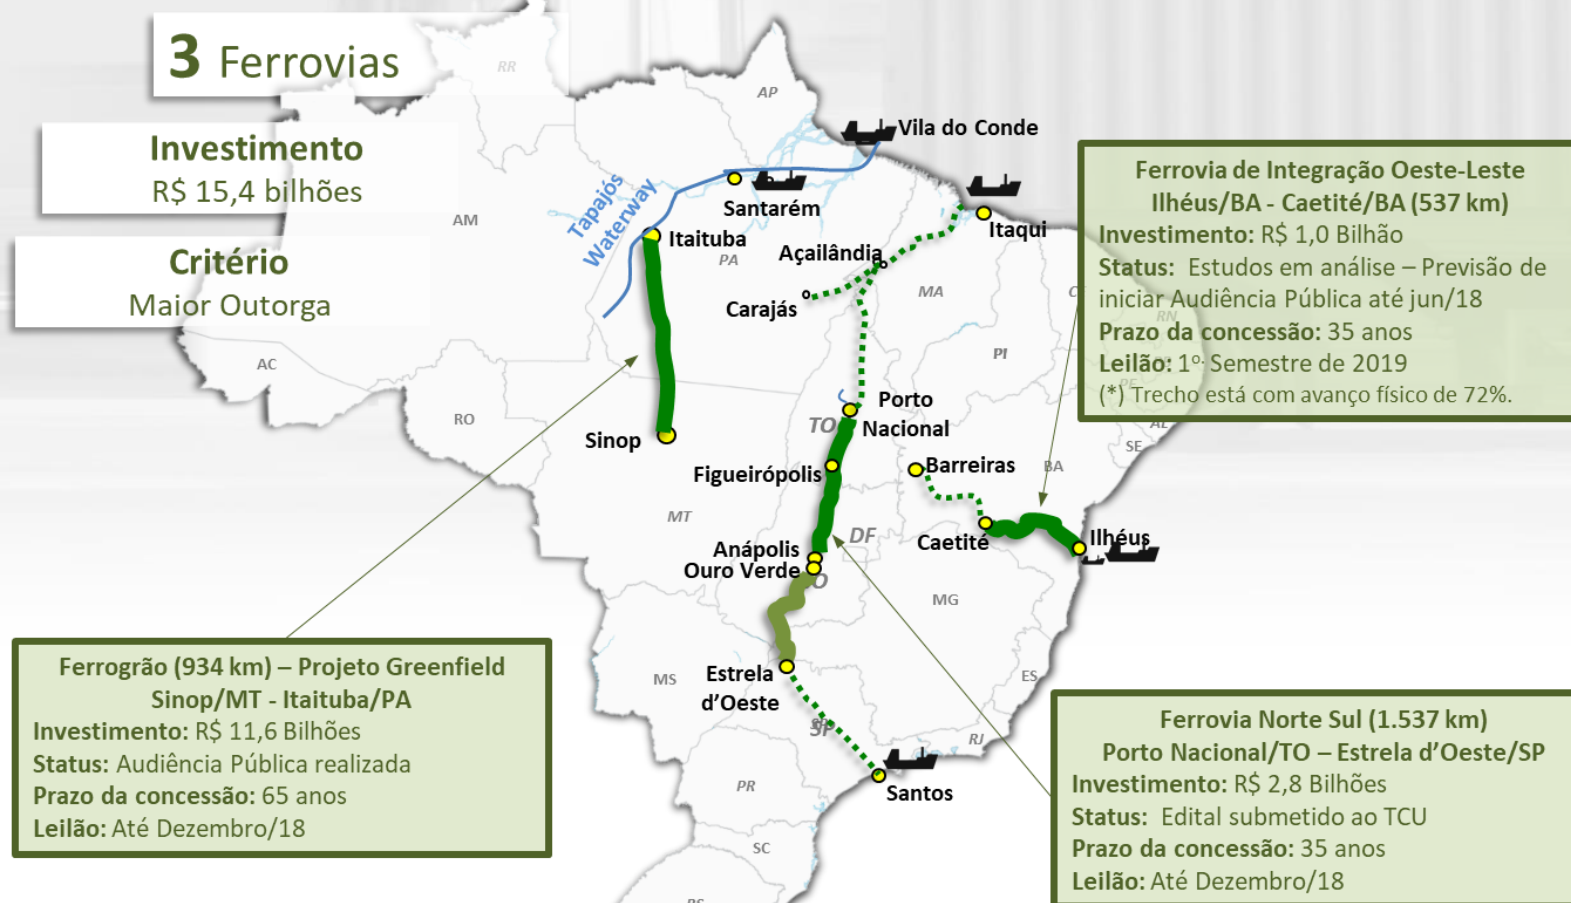 3 Ferrovias
Investimento
R$ 15,4 bilhões
Critério
Maior Outorga
RR
AP
AM
PA
MA
PI
RN
AC
RO
TO
MT
DF
BA
SE
AL
MG
ES
MS
SP
RJ
PR
SC
RS
Tapajós
Waterway
Vila do Conde
Santarém
Itaqui
Itaituba
Açailândia
Carajás
Sinop
Porto
Nacional
Figueirópolis
Barreiras
Caetité
Ilhéus
Anápolis
Ouro Verde
Estrela
d’Oeste
Santos
Ferrovia de Integração Oeste-Leste
Ilhéus/BA - Caetité/BA (537 km)
Investimento: R$ 1,0 Bilhão
Status: Estudos em análise – Previsão de
iniciar Audiência Pública até jun/18
Prazo da concessão: 35 anos
Leilão: 1º. Semestre de 2019
(*) Trecho está com avanço físico de 72%.
Ferrogrão (934 km) – Projeto Greenfield
Sinop/MT - Itaituba/PA
Investimento: R$ 11,6 Bilhões
Status: Audiência Pública realizada
Prazo da concessão: 65 anos
Leilão: Até Dezembro/18
Ferrovia Norte Sul (1.537 km)
Porto Nacional/TO – Estrela d’Oeste/SP
Investimento: R$ 2,8 Bilhões
Status: Edital submetido ao TCU
Prazo da concessão: 35 anos
Leilão: Até Dezembro/18